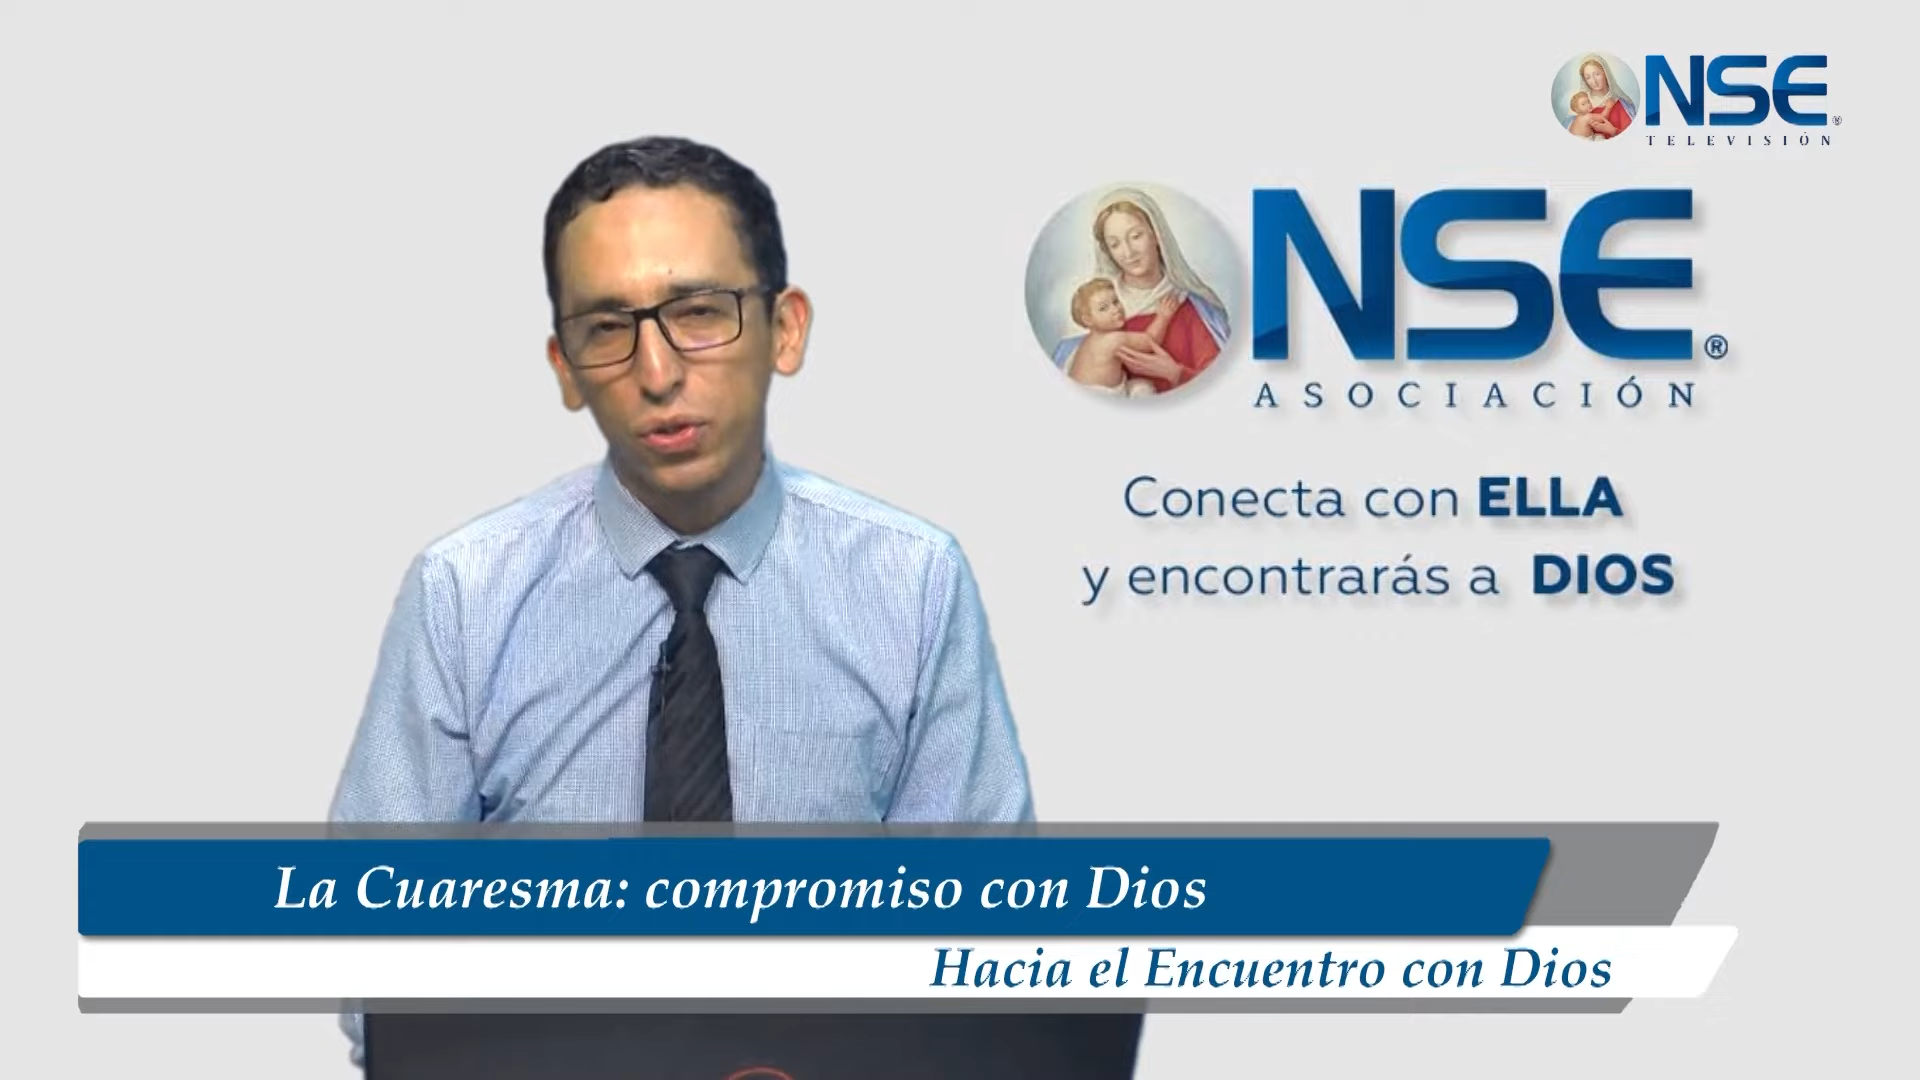 NSE®
TELEVISIÓN
NSE®
ASOCIACIÓN
Conecta con ELLA
y encontrarás a DIOS
La Cuaresma: compromiso con Dios
Hacia el Encuentro con Dios